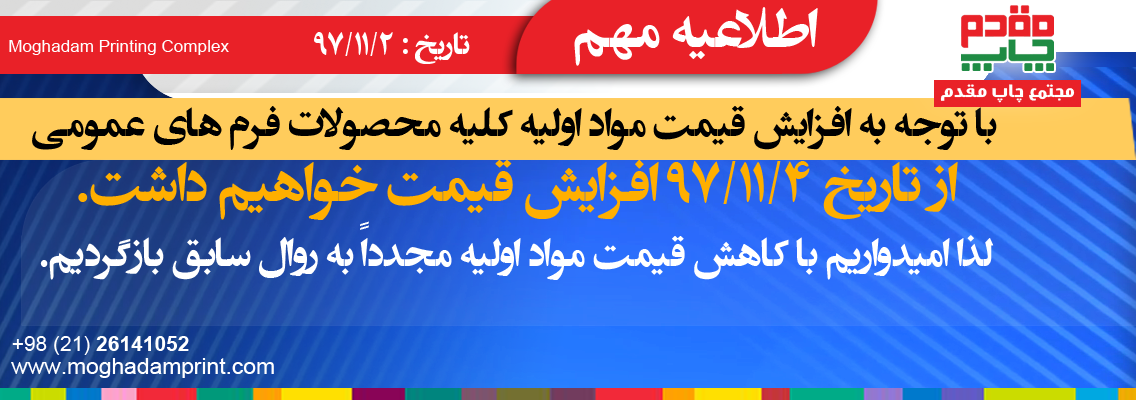 مقدم
چاپ
مجتمع چاپ مقدم
اطلاعیه مهم
تاریخ : ۹۷/۱۱/۲
Moghadam Printing Complex
با توجه به افزایش قیمت مواد اولیه کلیه محصولات فرم های عمومی
از تاریخ ۹۷/۱۱/۴ افزایش قیمت خواهیم داشت.
لذا امیدواریم با کاهش قیمت مواد اولیه مجدداً به روال سابق بازگردیم.
+98 (21) 26141052
www.moghadamprint.com